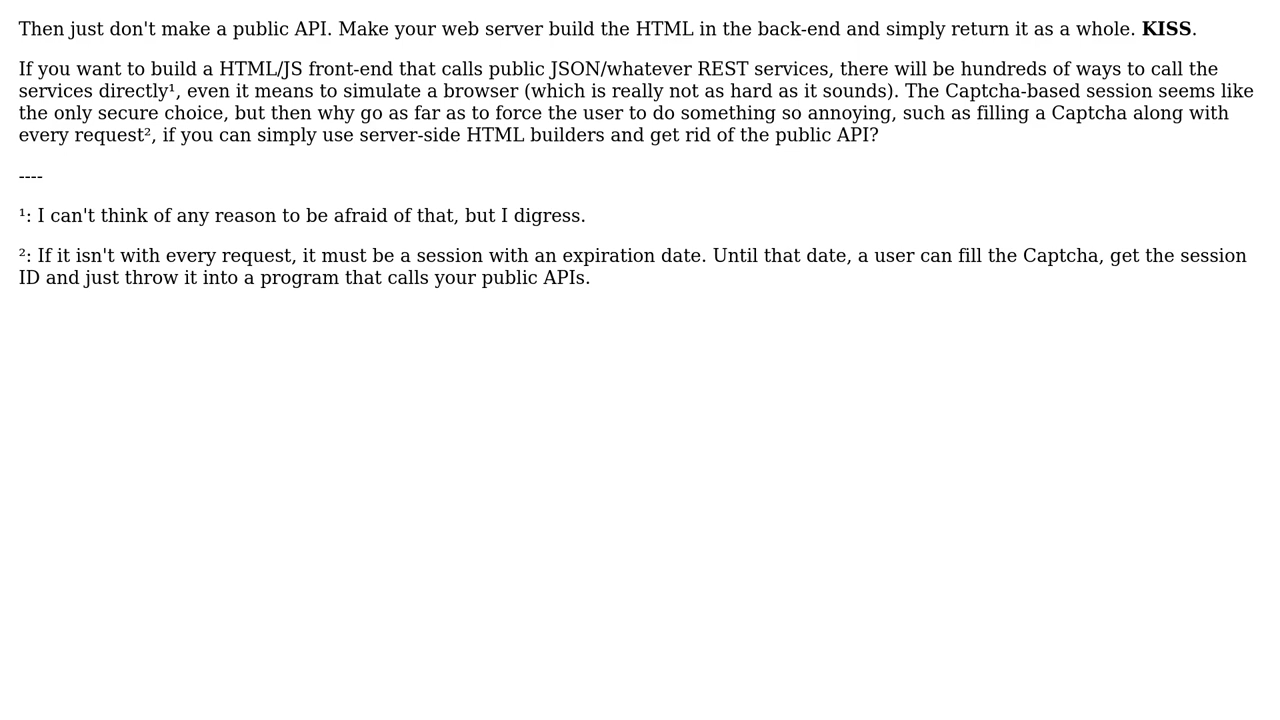 Then just don't make a public API. Make your web server build the HTML in the back-end and simply return it as a whole. KISS.
If you want to build a HTML/JS front-end that calls public JSON/whatever REST services, there will be hundreds of ways to call the
services directly¹, even it means to simulate a browser (which is really not as hard as it sounds). The Captcha-based session seems like
the only secure choice, but then why go as far as to force the user to do something so annoying, such as filling a Captcha along with
every request², if you can simply use server-side HTML builders and get rid of the public API?
----
¹: I can't think of any reason to be afraid of that, but I digress.
²: If it isn't with every request, it must be a session with an expiration date. Until that date, a user can fill the Captcha, get the session
ID and just throw it into a program that calls your public APIs.